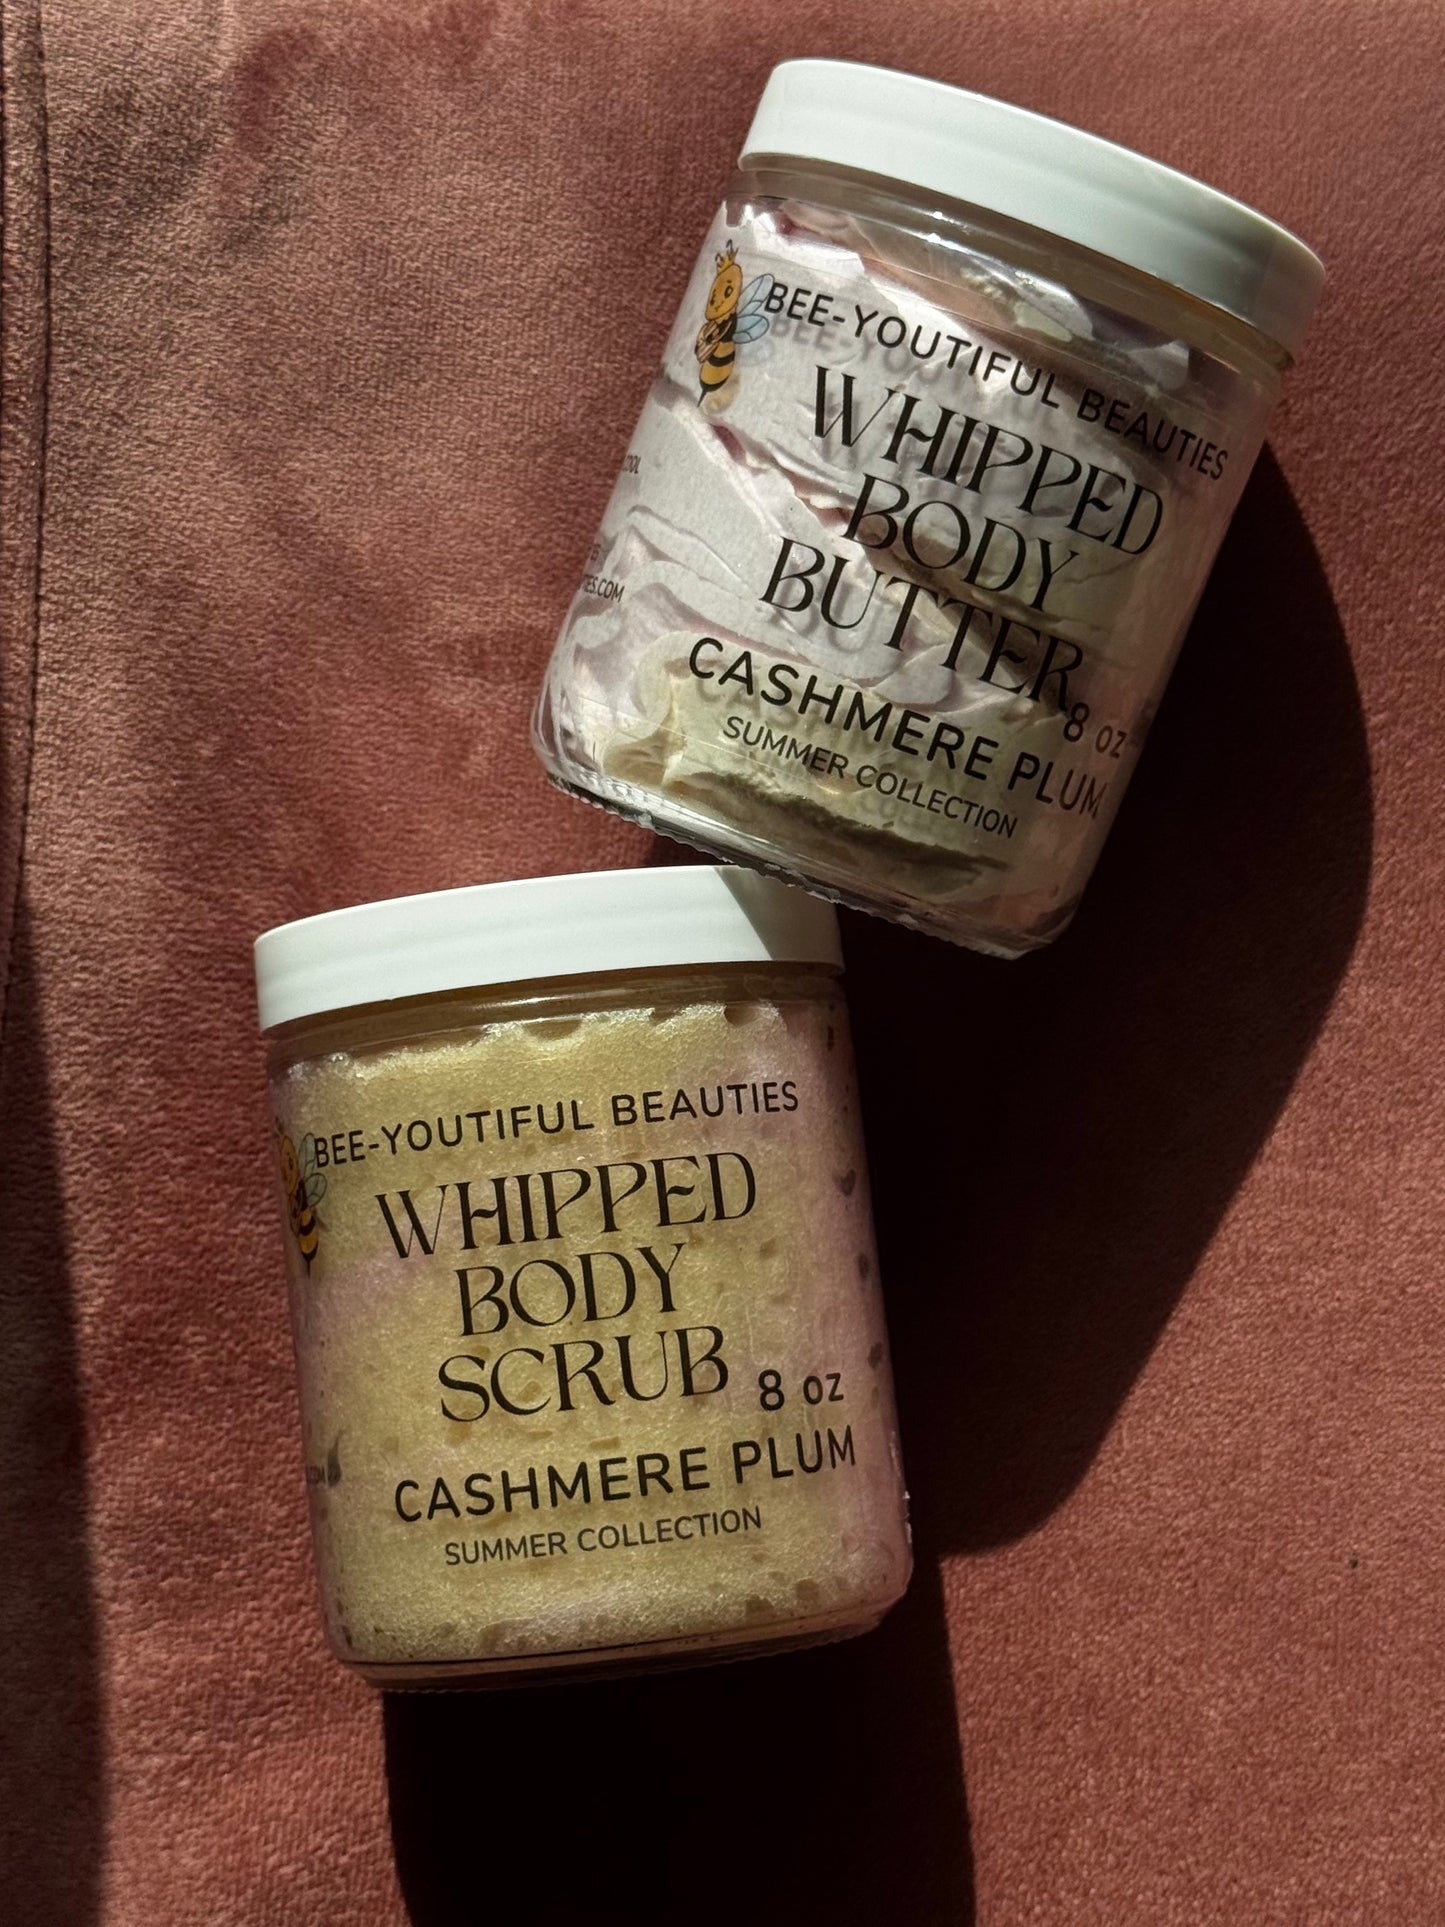 BEE-YOUTIFUL BEAUTIES
WHIPPED
BODY
BUTTER
8 oz
CASHMERE PLUM
SUMMER COLLECTION
.COM
BEE-YOUTIFUL BEAUTIES
WHIPPED
BODY
SCRUB
8 oz
CASHMERE PLUM
SUMMER COLLECTION